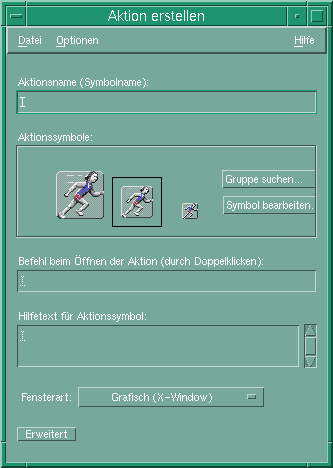 Aktion erstellen
Datei Optionen Hilfe
Aktionsname (Symbolname):
Aktionssymbole:
Gruppe suchen...
Symbol bearbeiten.
Befehl beim Öffnen der Aktion (durch Doppelklicken):
Hilfetext für Aktionssymbol:
Fensterart: Grafisch (X-Window)
Erweitert